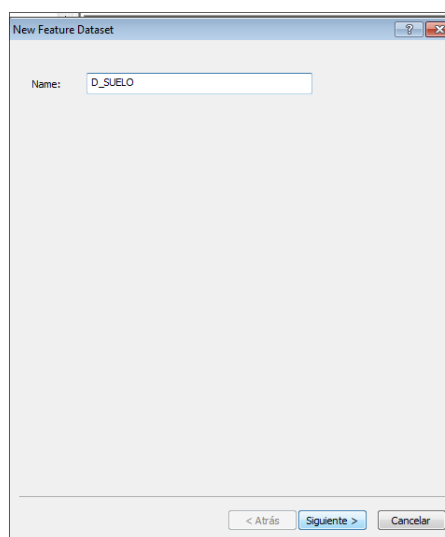 New Feature Dataset
Name: D_SUELO
< Atrás Siguiente > Cancelar